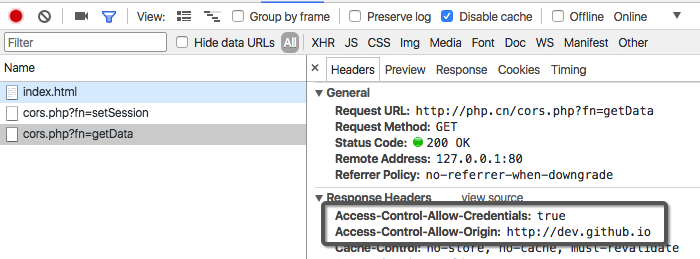 View: Group by frame Preserve log Disable cache Offline Online
Filter Hide data URLs All XHR JS CSS Img Media Font Doc WS Manifest Other
Name
index.html
cors.php?fn=setSession
cors.php?fn=getData
× Headers Preview Response Cookies Timing
General
Request URL: http://php.cn/cors.php?fn=getData
Request Method: GET
Status Code: 200 OK
Remote Address: 127.0.0.1:80
Referrer Policy: no-referrer-when-downgrade
Response Headers view source
Access-Control-Allow-Credentials: true
Access-Control-Allow-Origin: http://dev.github.io
Cache-Control: no-store, no-cache, must-revalidate